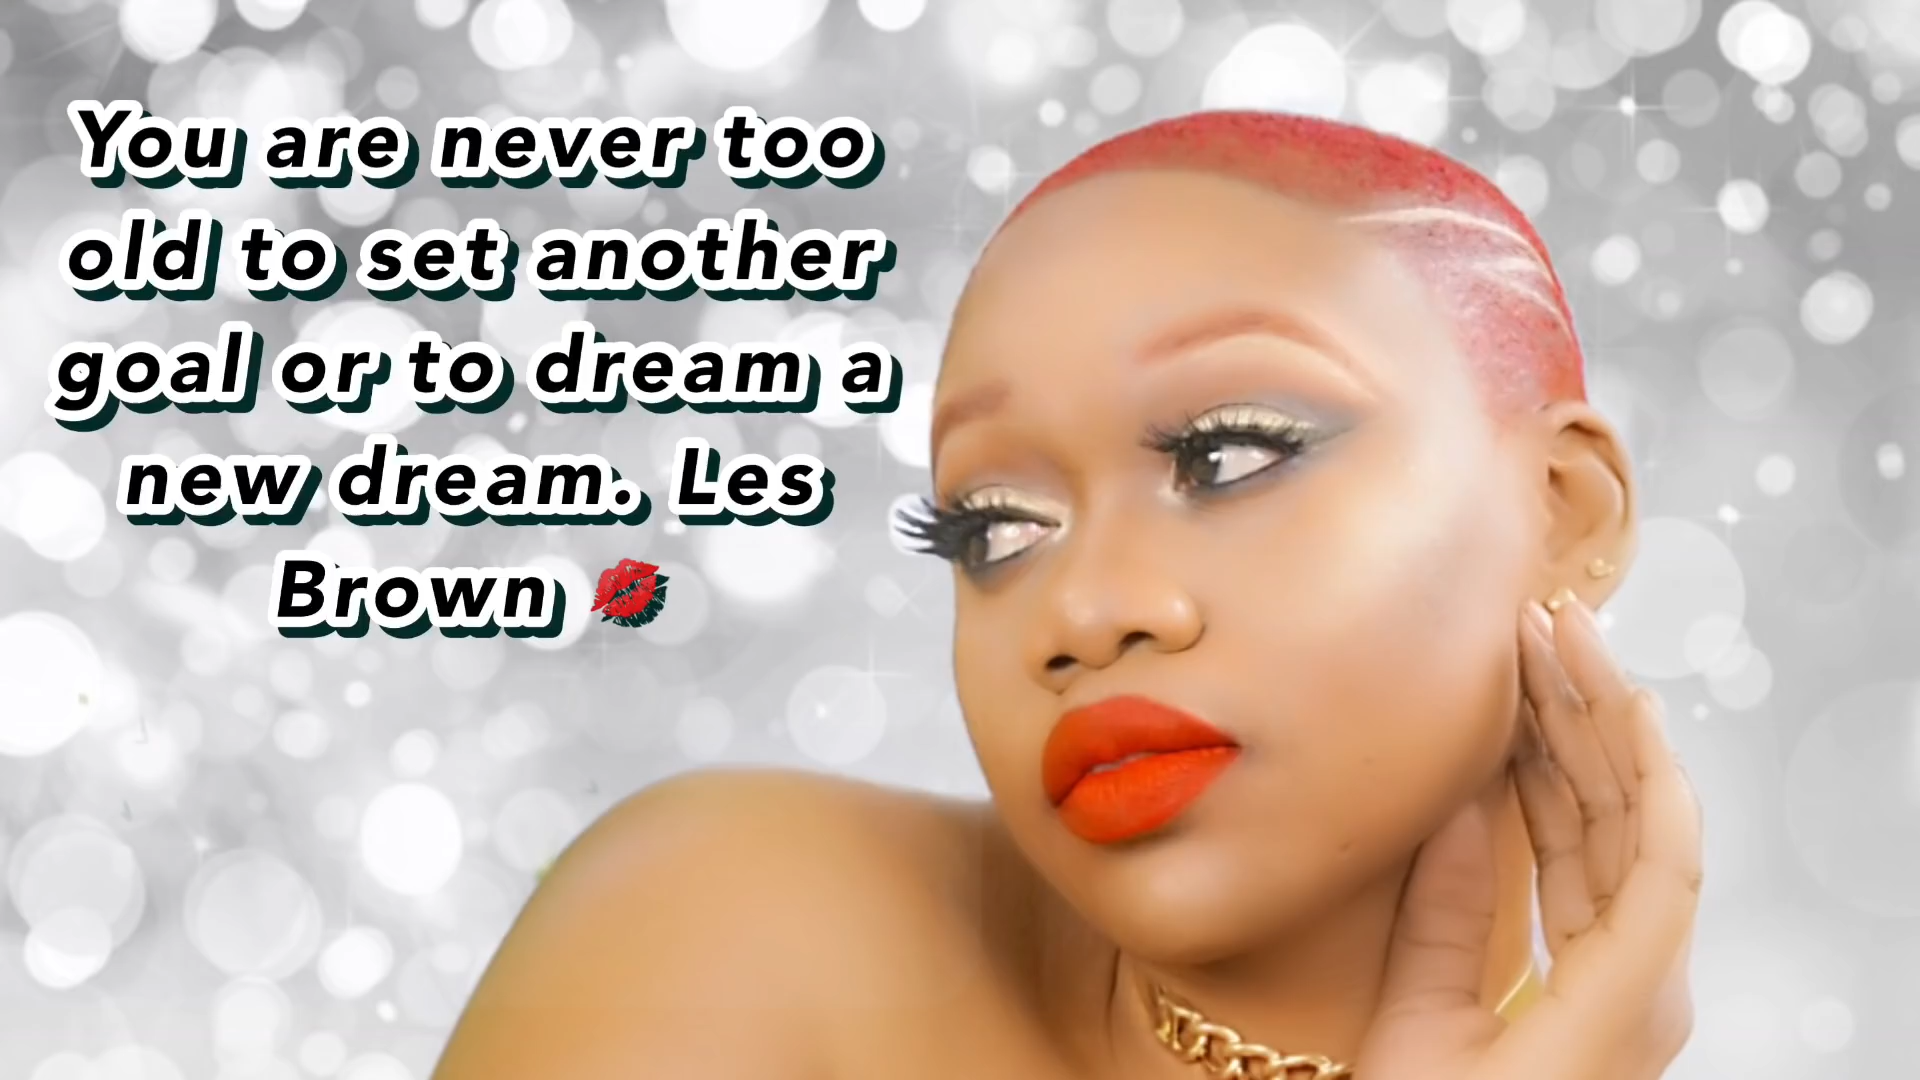 You are never too
old to set another
goal or to dream a
new dream. Les
Brown 💋